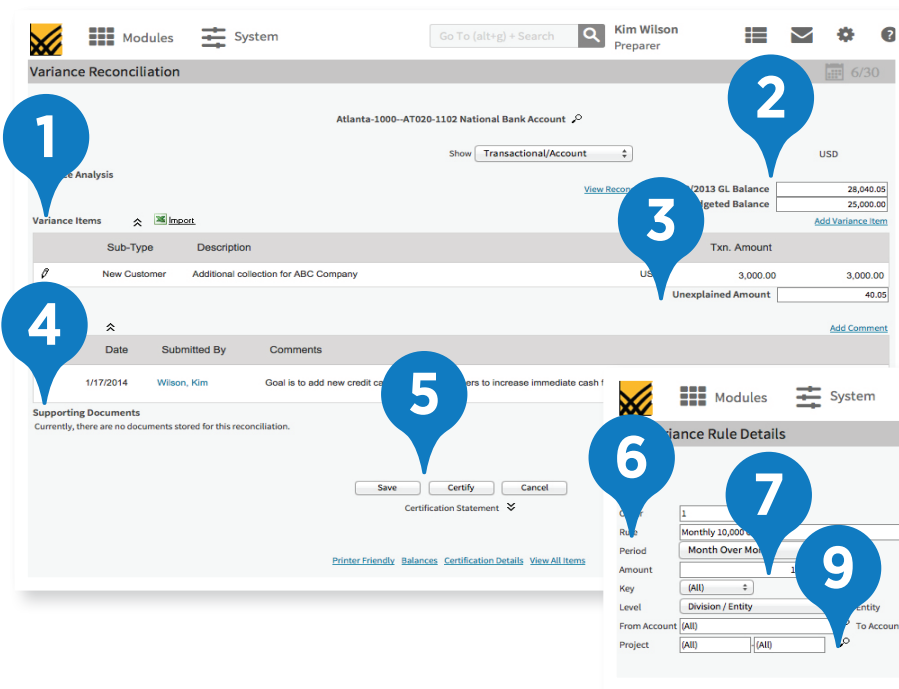 Modules
System
Go To (alt+g) + Search
Kim Wilson
Preparer
?
Variance Reconciliation
6/30
1
2
Atlanta-1000--AT020-1102 National Bank Account
Show
Transactional/Account
USD
Analysis
View Recon
/2013 GL Balance
28,040.05
geted Balance
25,000.00
3
Variance Items
Import
Add Variance Item
Sub-Type
Description
Txn. Amount
New Customer
Additional collection for ABC Company
3,000.00
3,000.00
Unexplained Amount
40.05
4
Add Comment
Date
Submitted By
Comments
1/17/2014
Wilson, Kim
Goal is to add new credit ca
ers to increase immediate cash f
5
Supporting Documents
Currently, there are no documents stored for this reconciliation.
Save
Certify
Cancel
Certification Statement
Printer Friendly
Balances
Certification Details
View All Items
Modules
System
iance Rule Details
6
7
1
Monthly 10,000
Period
Month Over Mo
9
Amount
1
Key
(All)
Level
Division / Entity
Entity
From Account
(All)
To Accoun
Project
(All)
-
(All)